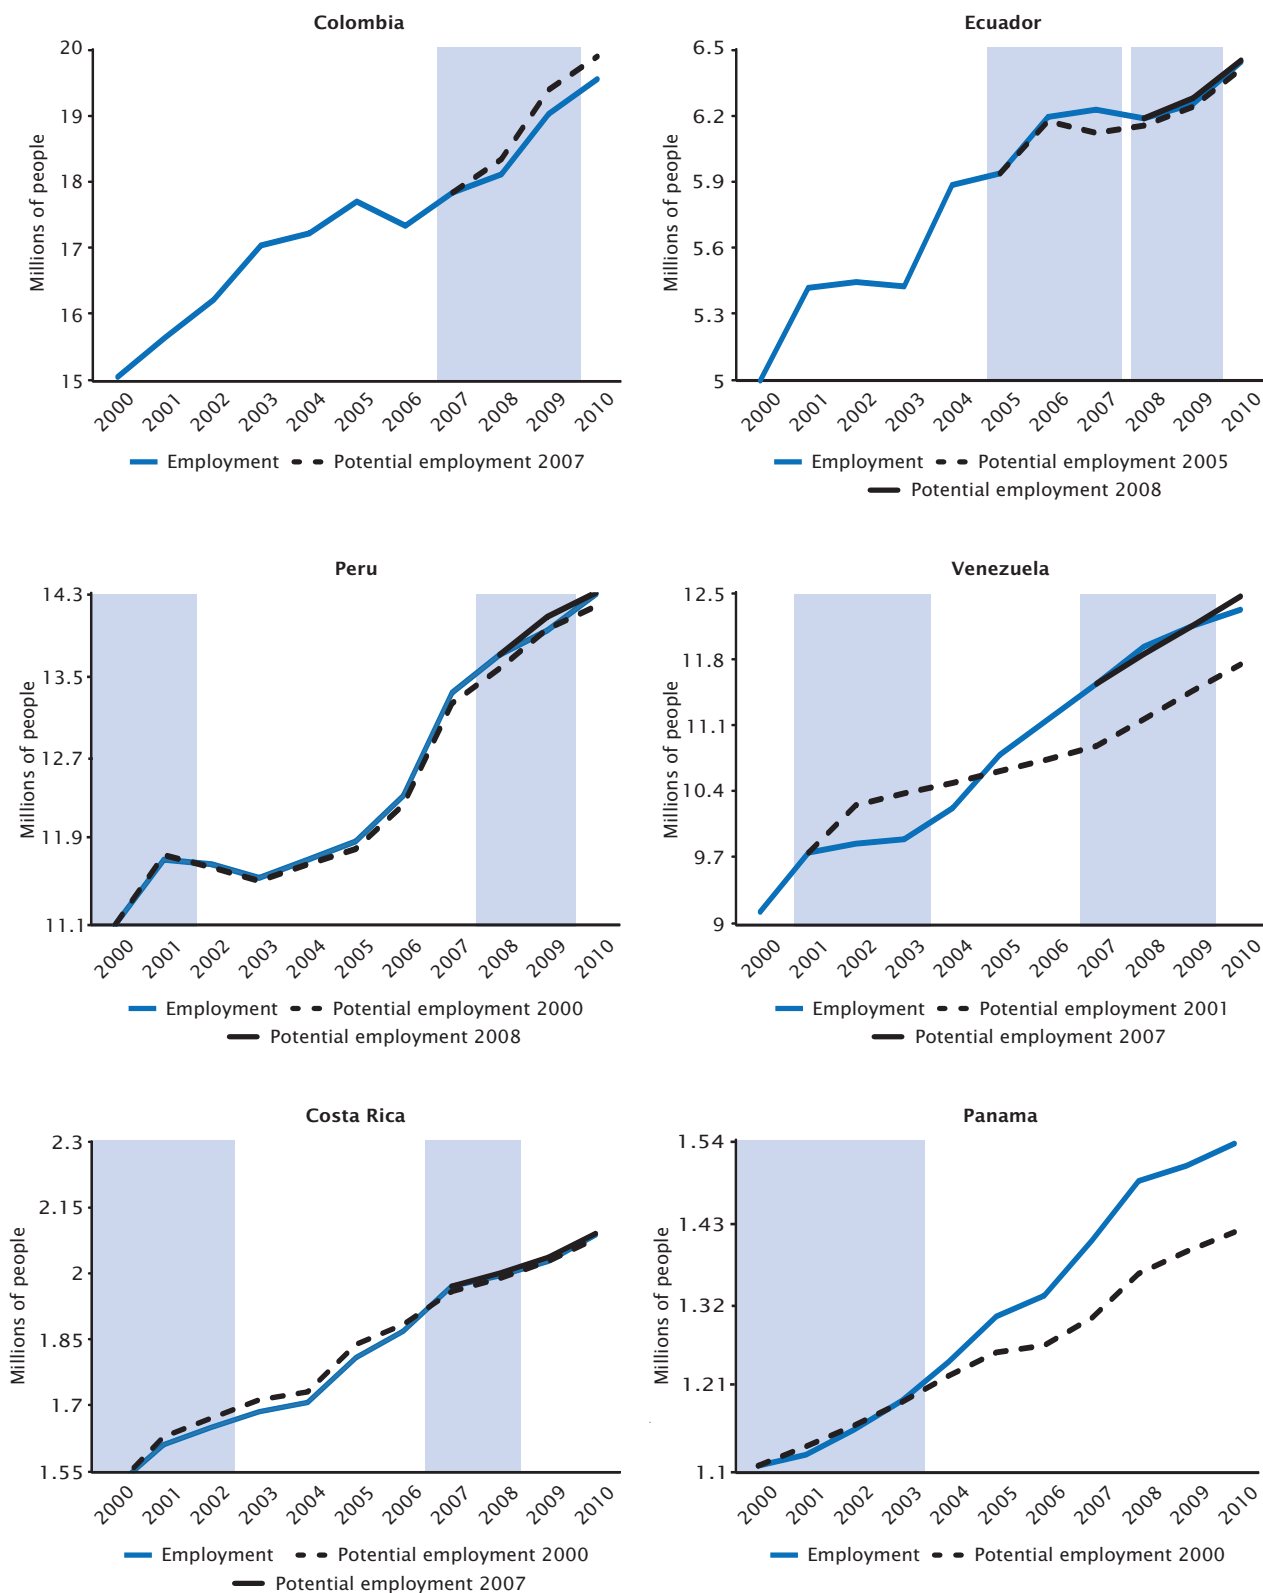 Colombia
Millions of people
20
19
18
17
16
15
2000 2001 2002 2003 2004 2005 2006 2007 2008 2009 2010
Employment Potential employment 2007
Ecuador
Millions of people
6.5
6.2
5.9
5.6
5.3
5
2000 2001 2002 2003 2004 2005 2006 2007 2008 2009 2010
Employment Potential employment 2005
Potential employment 2008
Peru
Millions of people
14.3
13.5
12.7
11.9
11.1
2000 2001 2002 2003 2004 2005 2006 2007 2008 2009 2010
Employment Potential employment 2000
Potential employment 2008
Venezuela
Millions of people
12.5
11.8
11.1
10.4
9.7
9
2000 2001 2002 2003 2004 2005 2006 2007 2008 2009 2010
Employment Potential employment 2001
Potential employment 2007
Costa Rica
Millions of people
2.3
2.15
2
1.85
1.7
1.55
2000 2001 2002 2003 2004 2005 2006 2007 2008 2009 2010
Employment Potential employment 2000
Potential employment 2007
Panama
Millions of people
1.54
1.43
1.32
1.21
1.1
2000 2001 2002 2003 2004 2005 2006 2007 2008 2009 2010
Employment Potential employment 2000